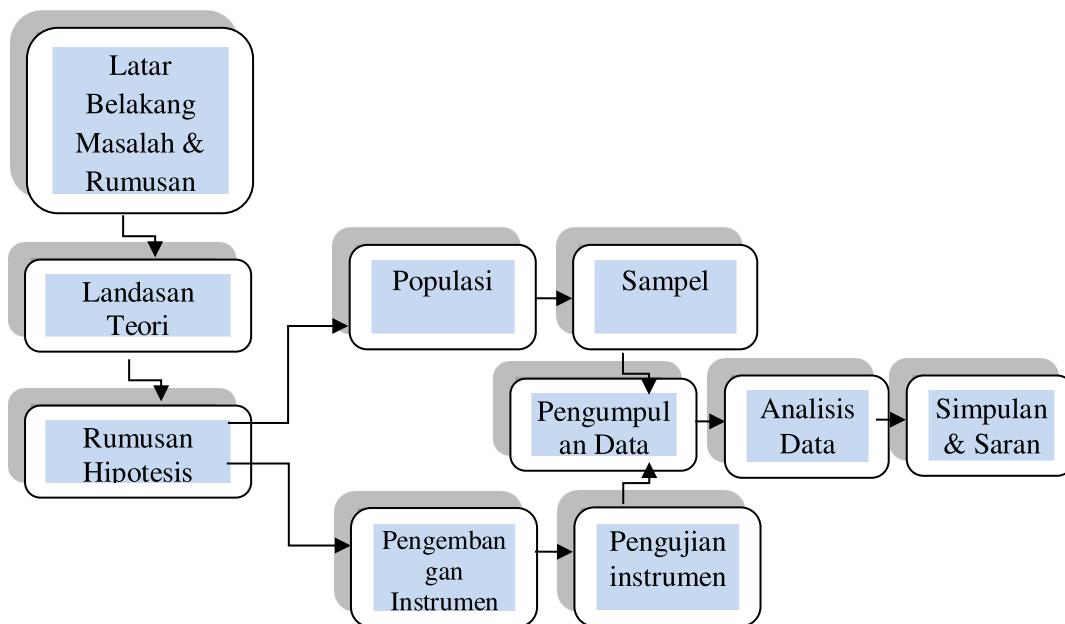 Latar
Belakang
Masalah &
Rumusan
Landasan
Teori
Rumusan
Hipotesis
Populasi
Sampel
Pengemban
gan
Instrumen
Pengujian
instrumen
Pengumpul
an Data
Analisis
Data
Simpulan
& Saran